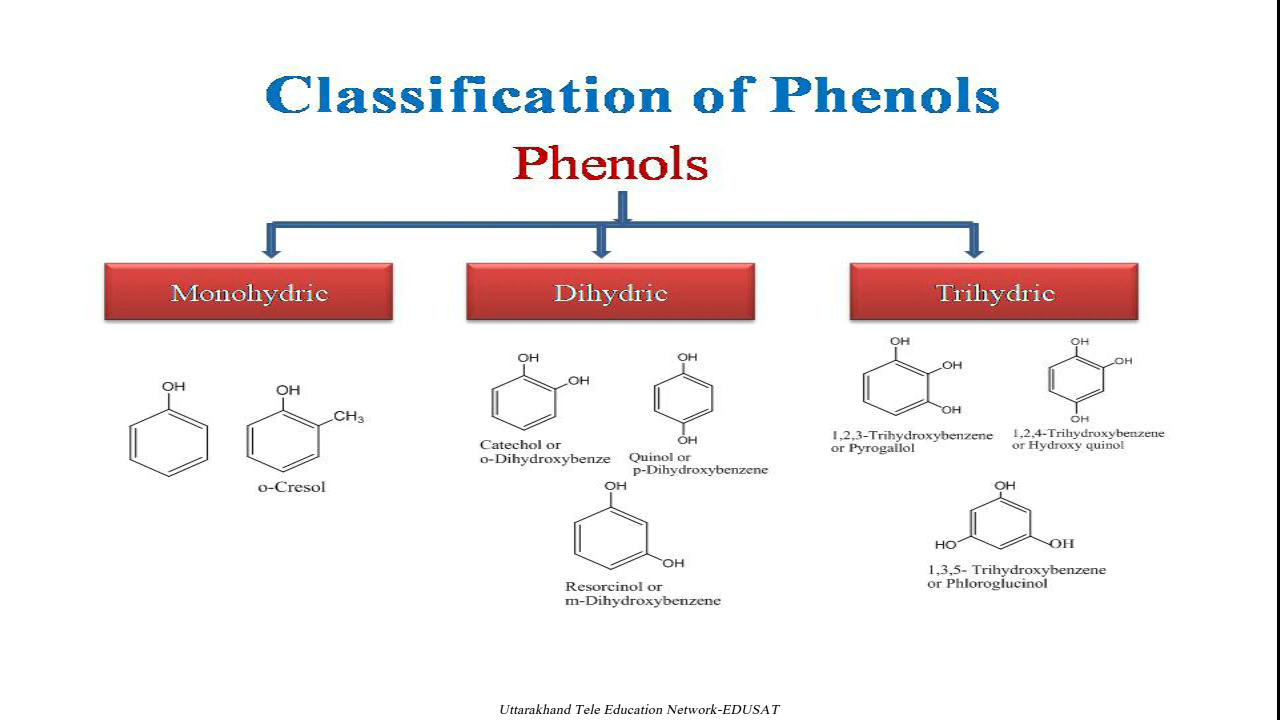 Classification of Phenols
Phenols
Monohydric
Dihydric
Trihydric
OH
OH
CH3
o-Cresol
OH
OH
Catechol or
o-Dihydroxybenze
OH
OH
Quinol or
p-Dihydroxybenzene
OH
OH
Resorcinol or
m-Dihydroxybenzene
OH
OH
OH
1,2,3-Trihydroxybenzene
or Pyrogallol
OH
OH
OH
1,2,4-Trihydroxybenzene
or Hydroxy quinol
OH
HO
OH
1,3,5- Trihydroxybenzene
or Phloroglucinol
Uttarakhand Tele Education Network-EDUSAT